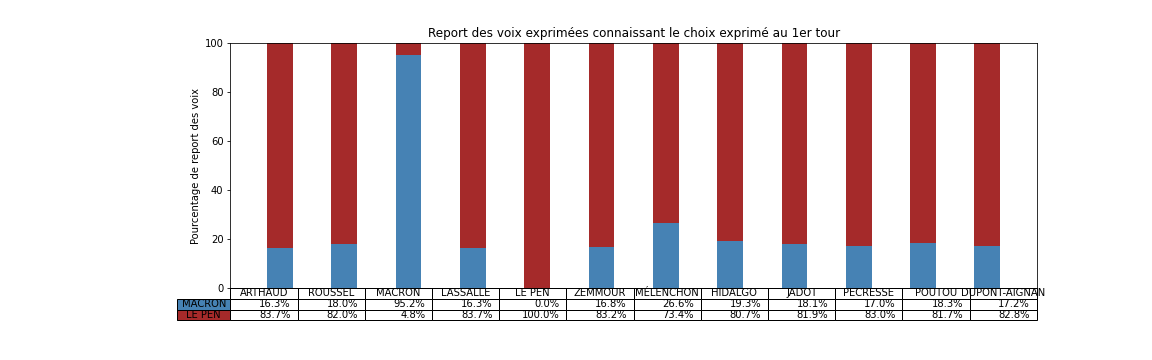 Report des voix exprimées connaissant le choix exprimé au 1er tour
Pourcentage de report des voix
100
80
60
40
20
0
ARTHAUD ROUSSEL MACRON LASSALLE LE PEN ZEMMOUR MÉLENCHON HIDALGO JADOT PECRESSE POUTOU DUPONT-AIGNAN
MACRON 16.3% 18.0% 95.2% 16.3% 0.0% 16.8% 26.6% 19.3% 18.1% 17.0% 18.3% 17.2%
LE PEN 83.7% 82.0% 4.8% 83.7% 100.0% 83.2% 73.4% 80.7% 81.9% 83.0% 81.7% 82.8%